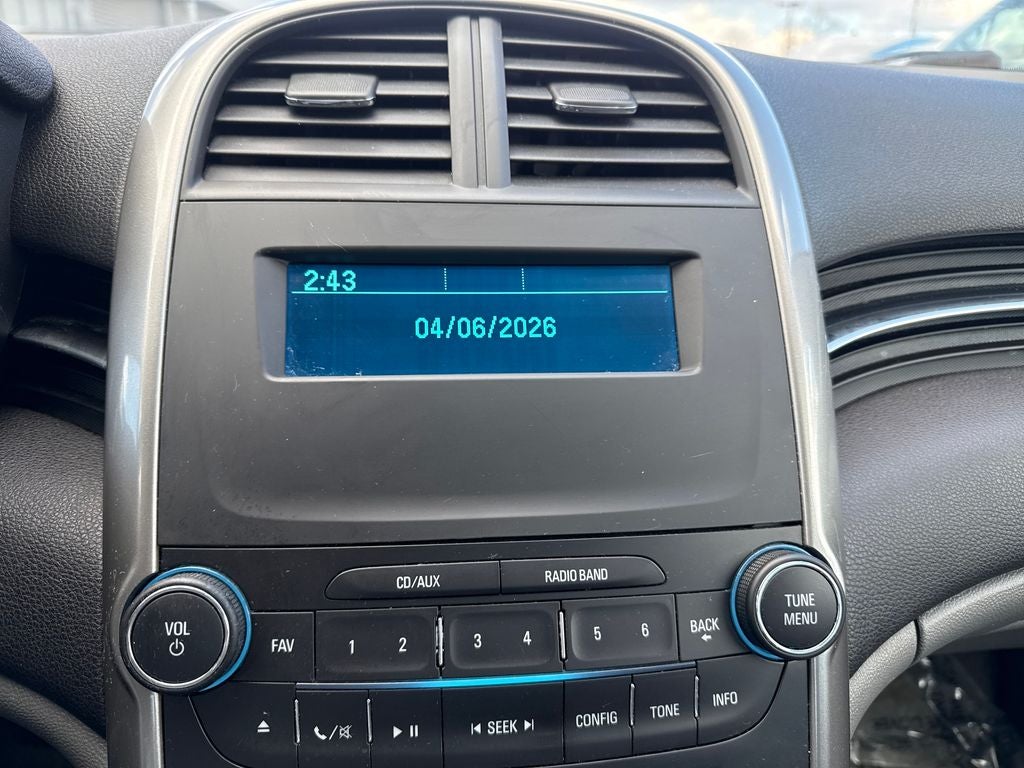 2:43
04/06/2026
CD/AUX RADIO BAND
VOL
FAV
1 2 3 4 5 6
BACK
TUNE
MENU
SEEK
CONFIG
TONE
INFO